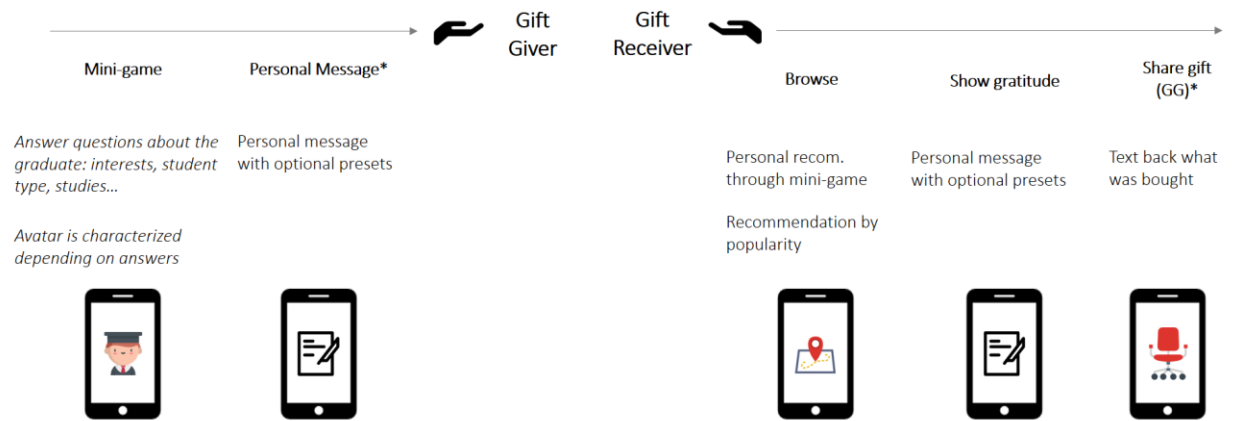 Gift
Giver
Gift
Receiver
Mini-game
Personal Message*
Browse
Show gratitude
Share gift
(GG)*
Answer questions about the
graduate: interests, student
type, studies...
Avatar is characterized
depending on answers
Personal message
with optional presets
Personal recom.
through mini-game
Recommendation by
popularity
Personal message
with optional presets
Text back what
was bought